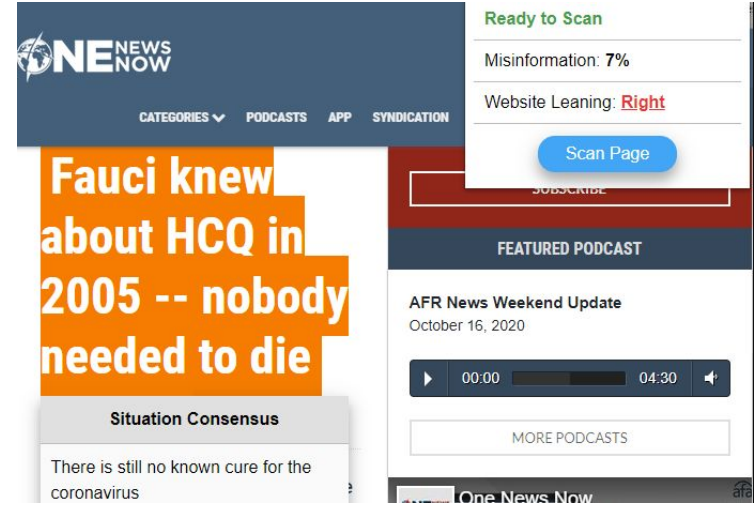 ONE NEWS NOW
CATEGORIES PODCASTS APP SYNDICATION
Ready to Scan
Misinformation: 7%
Website Leaning: Right
Scan Page
Fauci knew
about HCQ in
2005 -- nobody
needed to die
Situation Consensus
There is still no known cure for the
coronavirus
SUBSCRIBE
FEATURED PODCAST
AFR News Weekend Update
October 16, 2020
00:00 04:30
MORE PODCASTS
One News Now
afa